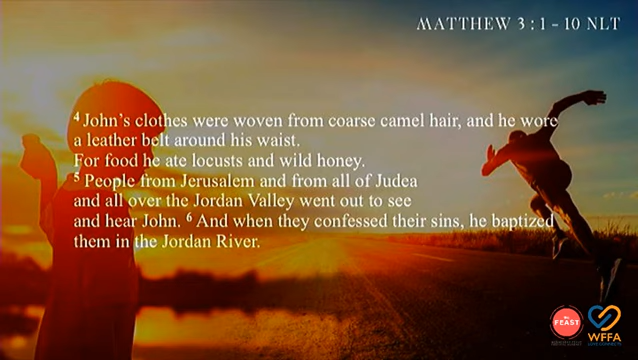 MATTHEW 3:1-10 NLT
4 John's clothes were woven from coarse camel hair, and he wore
a leather belt around his waist.
For food he ate locusts and wild honey.
5 People from Jerusalem and from all of Judea
and all over the Jordan Valley went out to see
and hear John. 6 And when they confessed their sins, he baptized
them in the Jordan River.
FEAST
WFFA